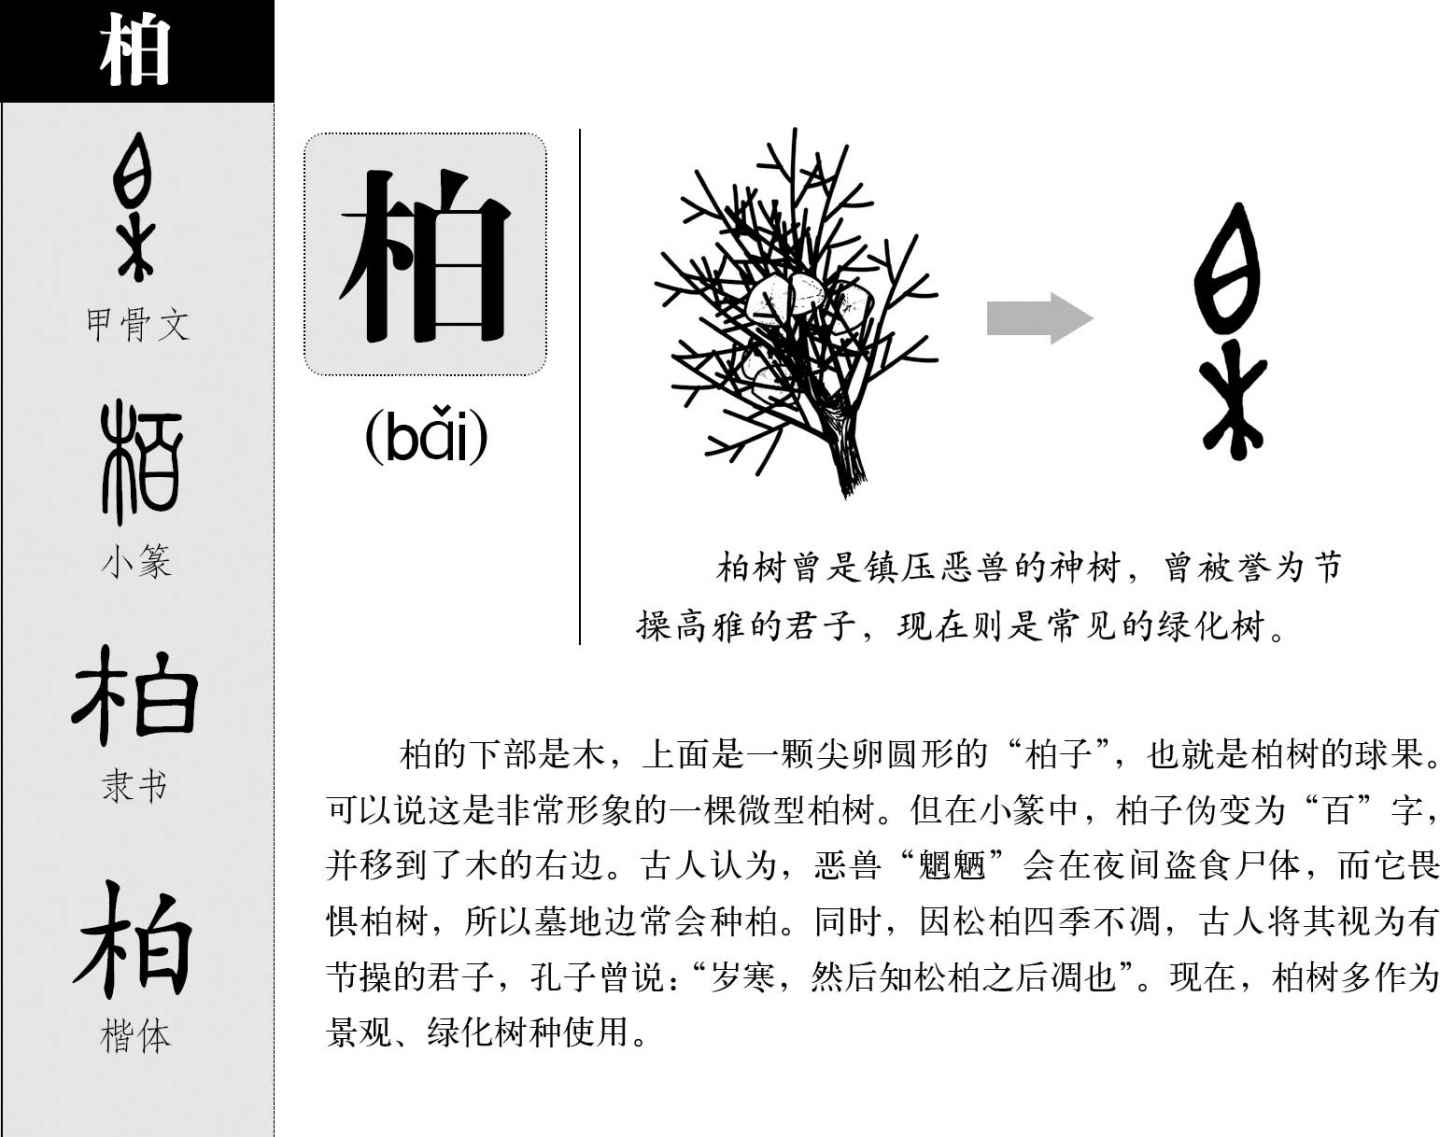 柏
甲骨文
小篆
隶书
柏
楷体
柏
柏
(bǎi)
柏树曾是镇压恶兽的神树，曾被誉为节
操高雅的君子，现在则是常见的绿化树。
柏的下部是木，上面是一颗尖卵圆形的“柏子”，也就是柏树的球果。
可以说这是非常形象的一棵微型柏树。但在小篆中，柏子伪变为“百”字，
并移到了木的右边。古人认为，恶兽“魍魉”会在夜间盗食尸体，而它畏
惧柏树，所以墓地边常会种柏。同时，因松柏四季不凋，古人将其视为有
节操的君子，孔子曾说：“岁寒，然后知松柏之后凋也”。现在，柏树多作为
景观、绿化树种使用。